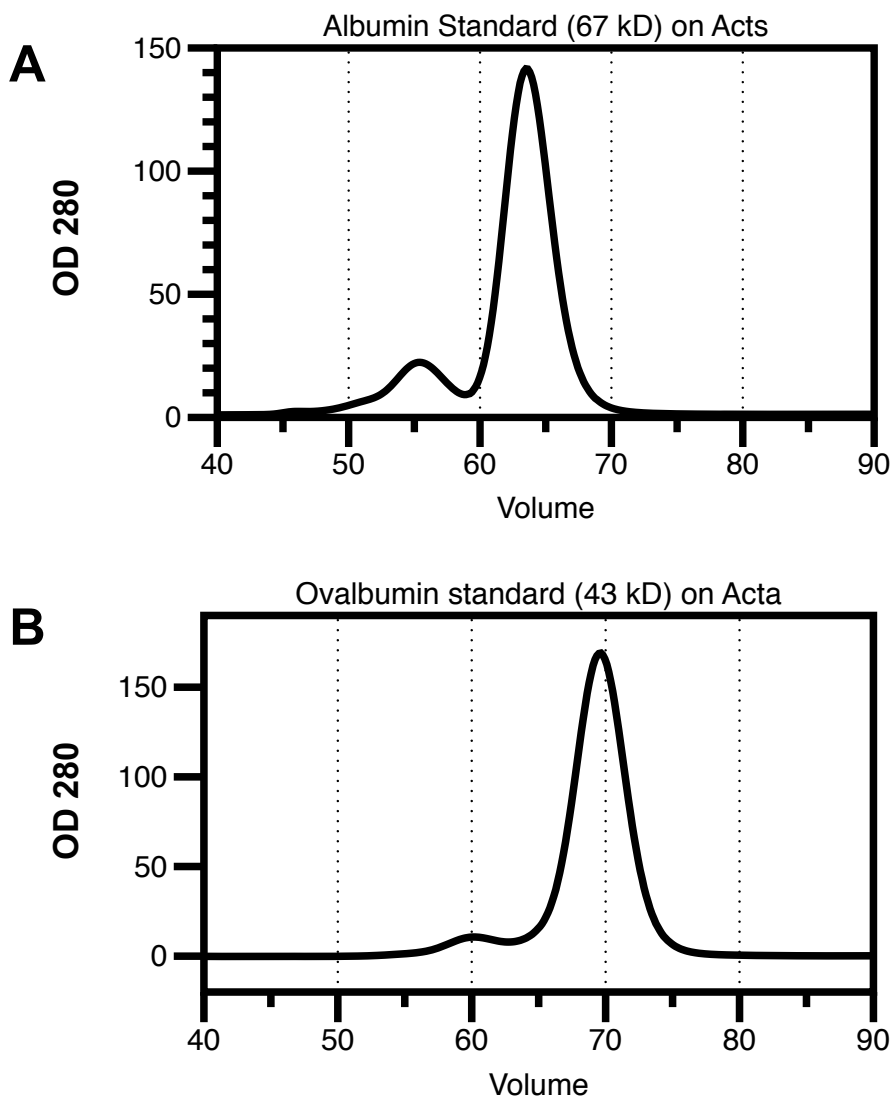 A
Albumin Standard (67 kD) on Acts
150
100
50
0
OD 280
40 50 60 70 80 90
Volume
B
Ovalbumin standard (43 kD) on Acta
150
100
50
0
OD 280
40 50 60 70 80 90
Volume